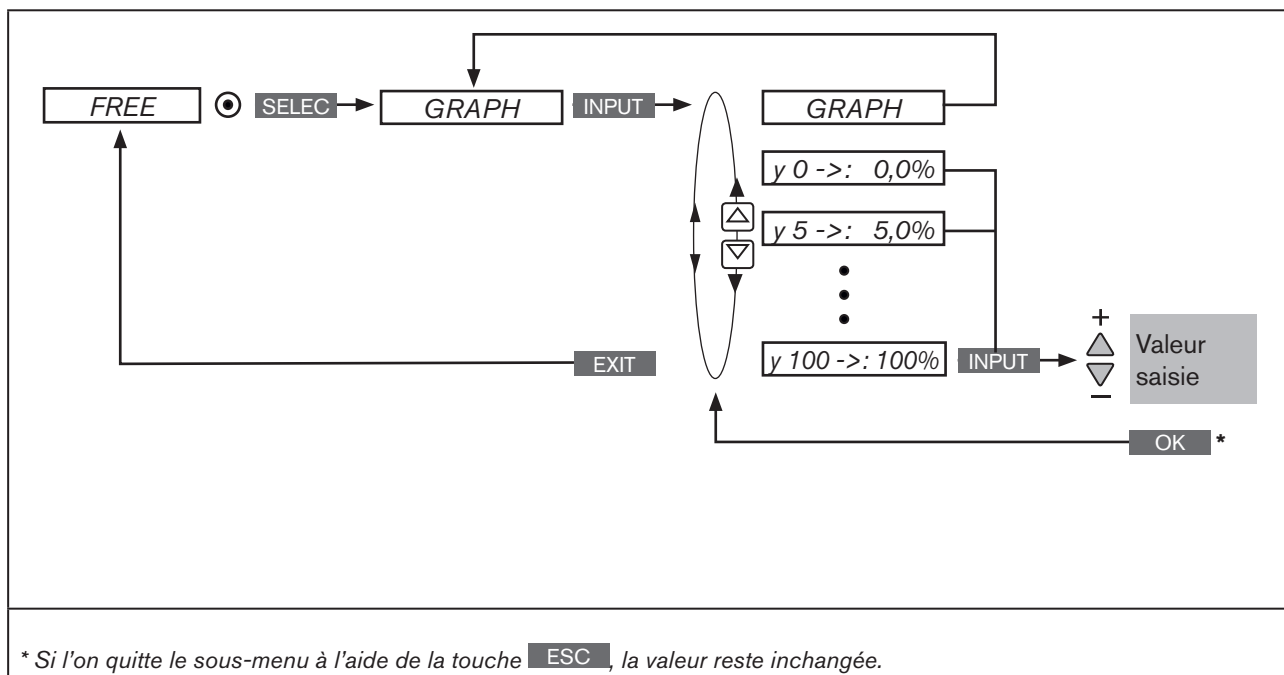 FREE SELEC GRAPH INPUT GRAPH
y 0 ->: 0,0%
y 5 ->: 5,0%
EXIT y 100 ->: 100% INPUT + Valeur
saisie
–
OK *
* Si l'on quitte le sous-menu à l'aide de la touche ESC , la valeur reste inchangée.